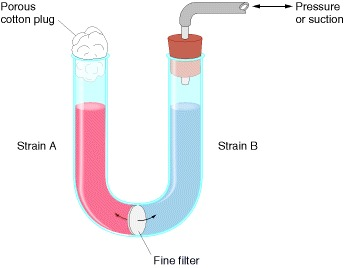 Porous
cotton plug
Pressure
or suction
Strain A
Strain B
Fine filter